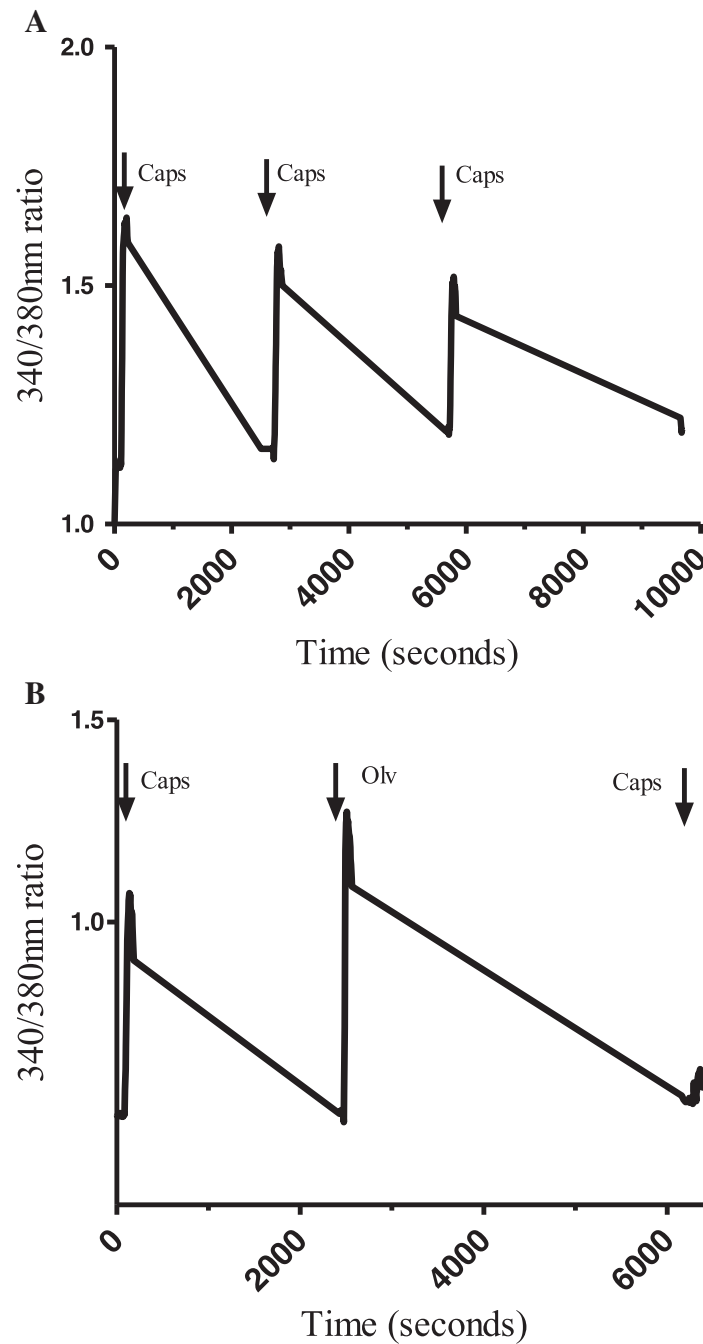 A
2.0
Caps Caps Caps
340/380nm ratio
1.5
1.0
0 2000 4000 6000 8000 10000
Time (seconds)
B
1.5
Caps Olv Caps
340/380nm ratio
1.0
0 2000 4000 6000
Time (seconds)